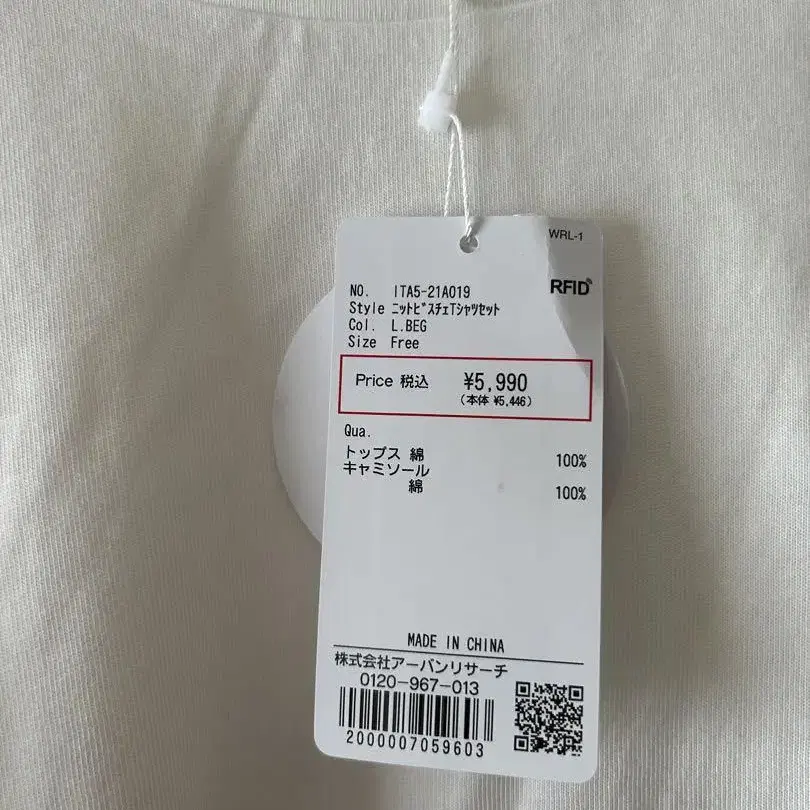 WRL-1
RFID
NO. ITA5-21A019
Style ﾆｯﾄﾋﾞｽﾁｪTｼｬﾂｾｯﾄ
Col. L.BEG
Size Free
Price 税込 ¥5,990
(本体 ¥5,446)
Qua.
トップス 綿 100%
キャミソール
綿 100%
MADE IN CHINA
株式会社アーバンリサーチ
0120-967-013
2000007059603